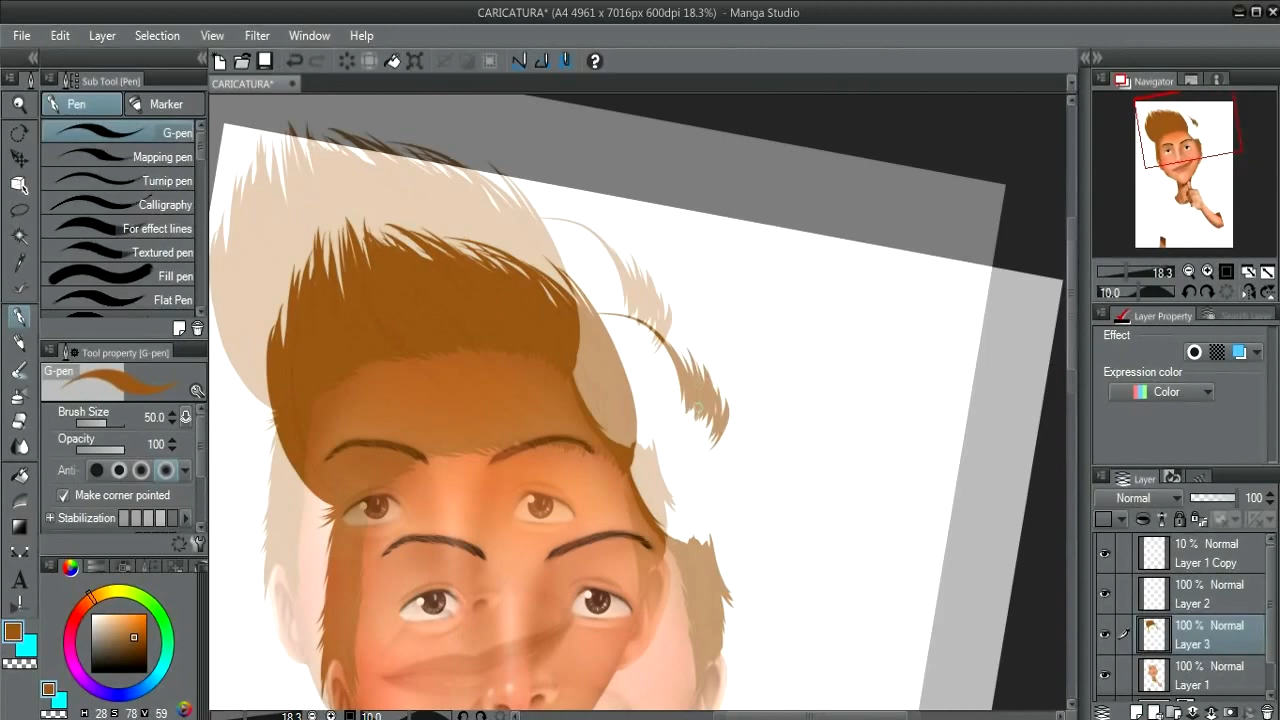 CARICATURA* (A4 4961 x 7016px 600dpi 18.3%) - Manga Studio
File Edit Layer Selection View Filter Window Help
Sub Tool [Pen]
CARICATURA*
Pen Marker
G-pen
Mapping pen
Turnip pen
Calligraphy
For effect lines
Textured pen
Fill pen
Flat Pen
Tool property [G-pen]
G-pen
Brush Size 50.0
Opacity 100
Anti-
Make corner pointed
Stabilization
H 28 S 78 V 59
18.3 10.0
Navigator
18.3
10.0
Layer Property Search Layer
Effect
Expression color
Color
Layer
Normal 100
10 % Normal
Layer 1 Copy
100 % Normal
Layer 2
100 % Normal
Layer 3
100 % Normal
Layer 1